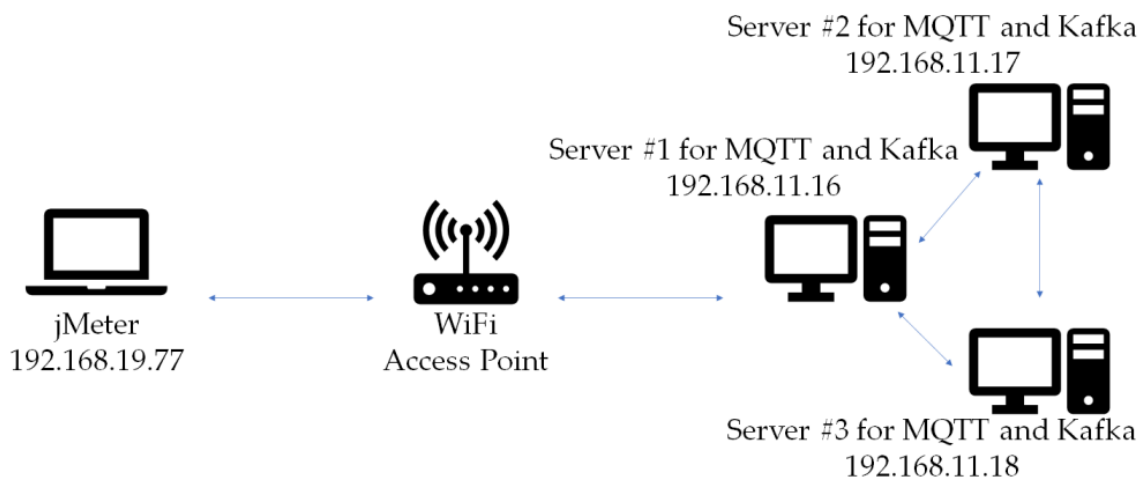 Server #2 for MQTT and Kafka
192.168.11.17
Server #1 for MQTT and Kafka
192.168.11.16
jMeter
192.168.19.77
WiFi
Access Point
Server #3 for MQTT and Kafka
192.168.11.18